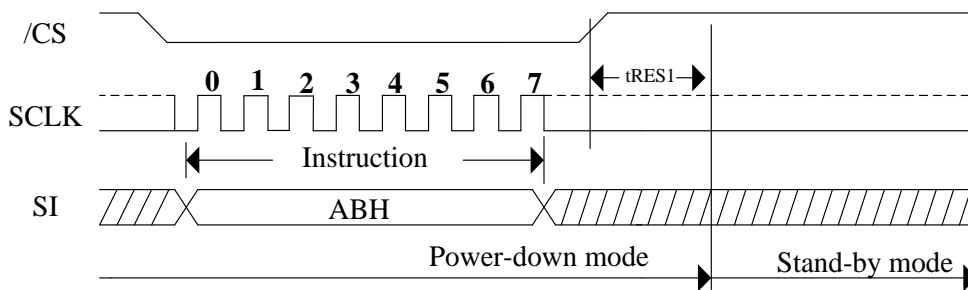 /CS
tRES1
0 1 2 3 4 5 6 7
SCLK
Instruction
SI
ABH
Power-down mode
Stand-by mode